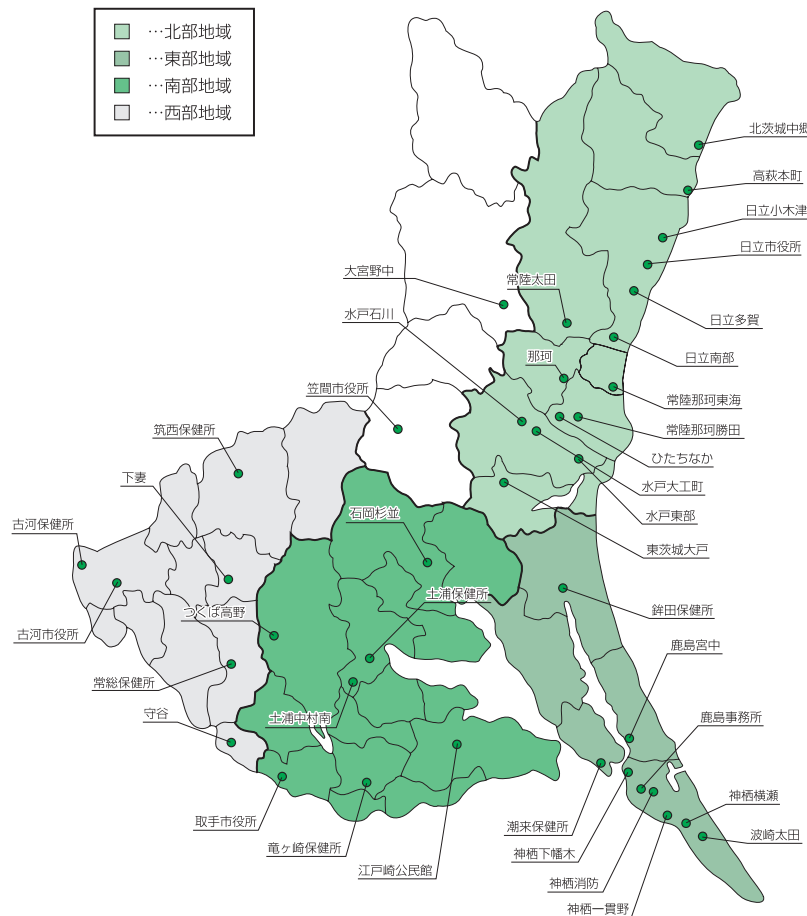 …北部地域
…東部地域
…南部地域
…西部地域
北茨城中郷
高萩本町
日立小木津
日立市役所
大宮野中
常陸太田
水戸石川
日立多賀
日立南部
那珂
笠間市役所
常陸那珂東海
常陸那珂勝田
筑西保健所
ひたちなか
下妻
水戸大工町
石岡杉並
水戸東部
古河保健所
東茨城大戸
土浦保健所
つくば高野
鉾田保健所
古河市役所
鹿島宮中
常総保健所
守谷
土浦中村南
鹿島事務所
神栖横瀬
取手市役所
潮来保健所
波崎太田
竜ヶ崎保健所
神栖下幡木
江戸崎公民館
神栖消防
神栖一貫野